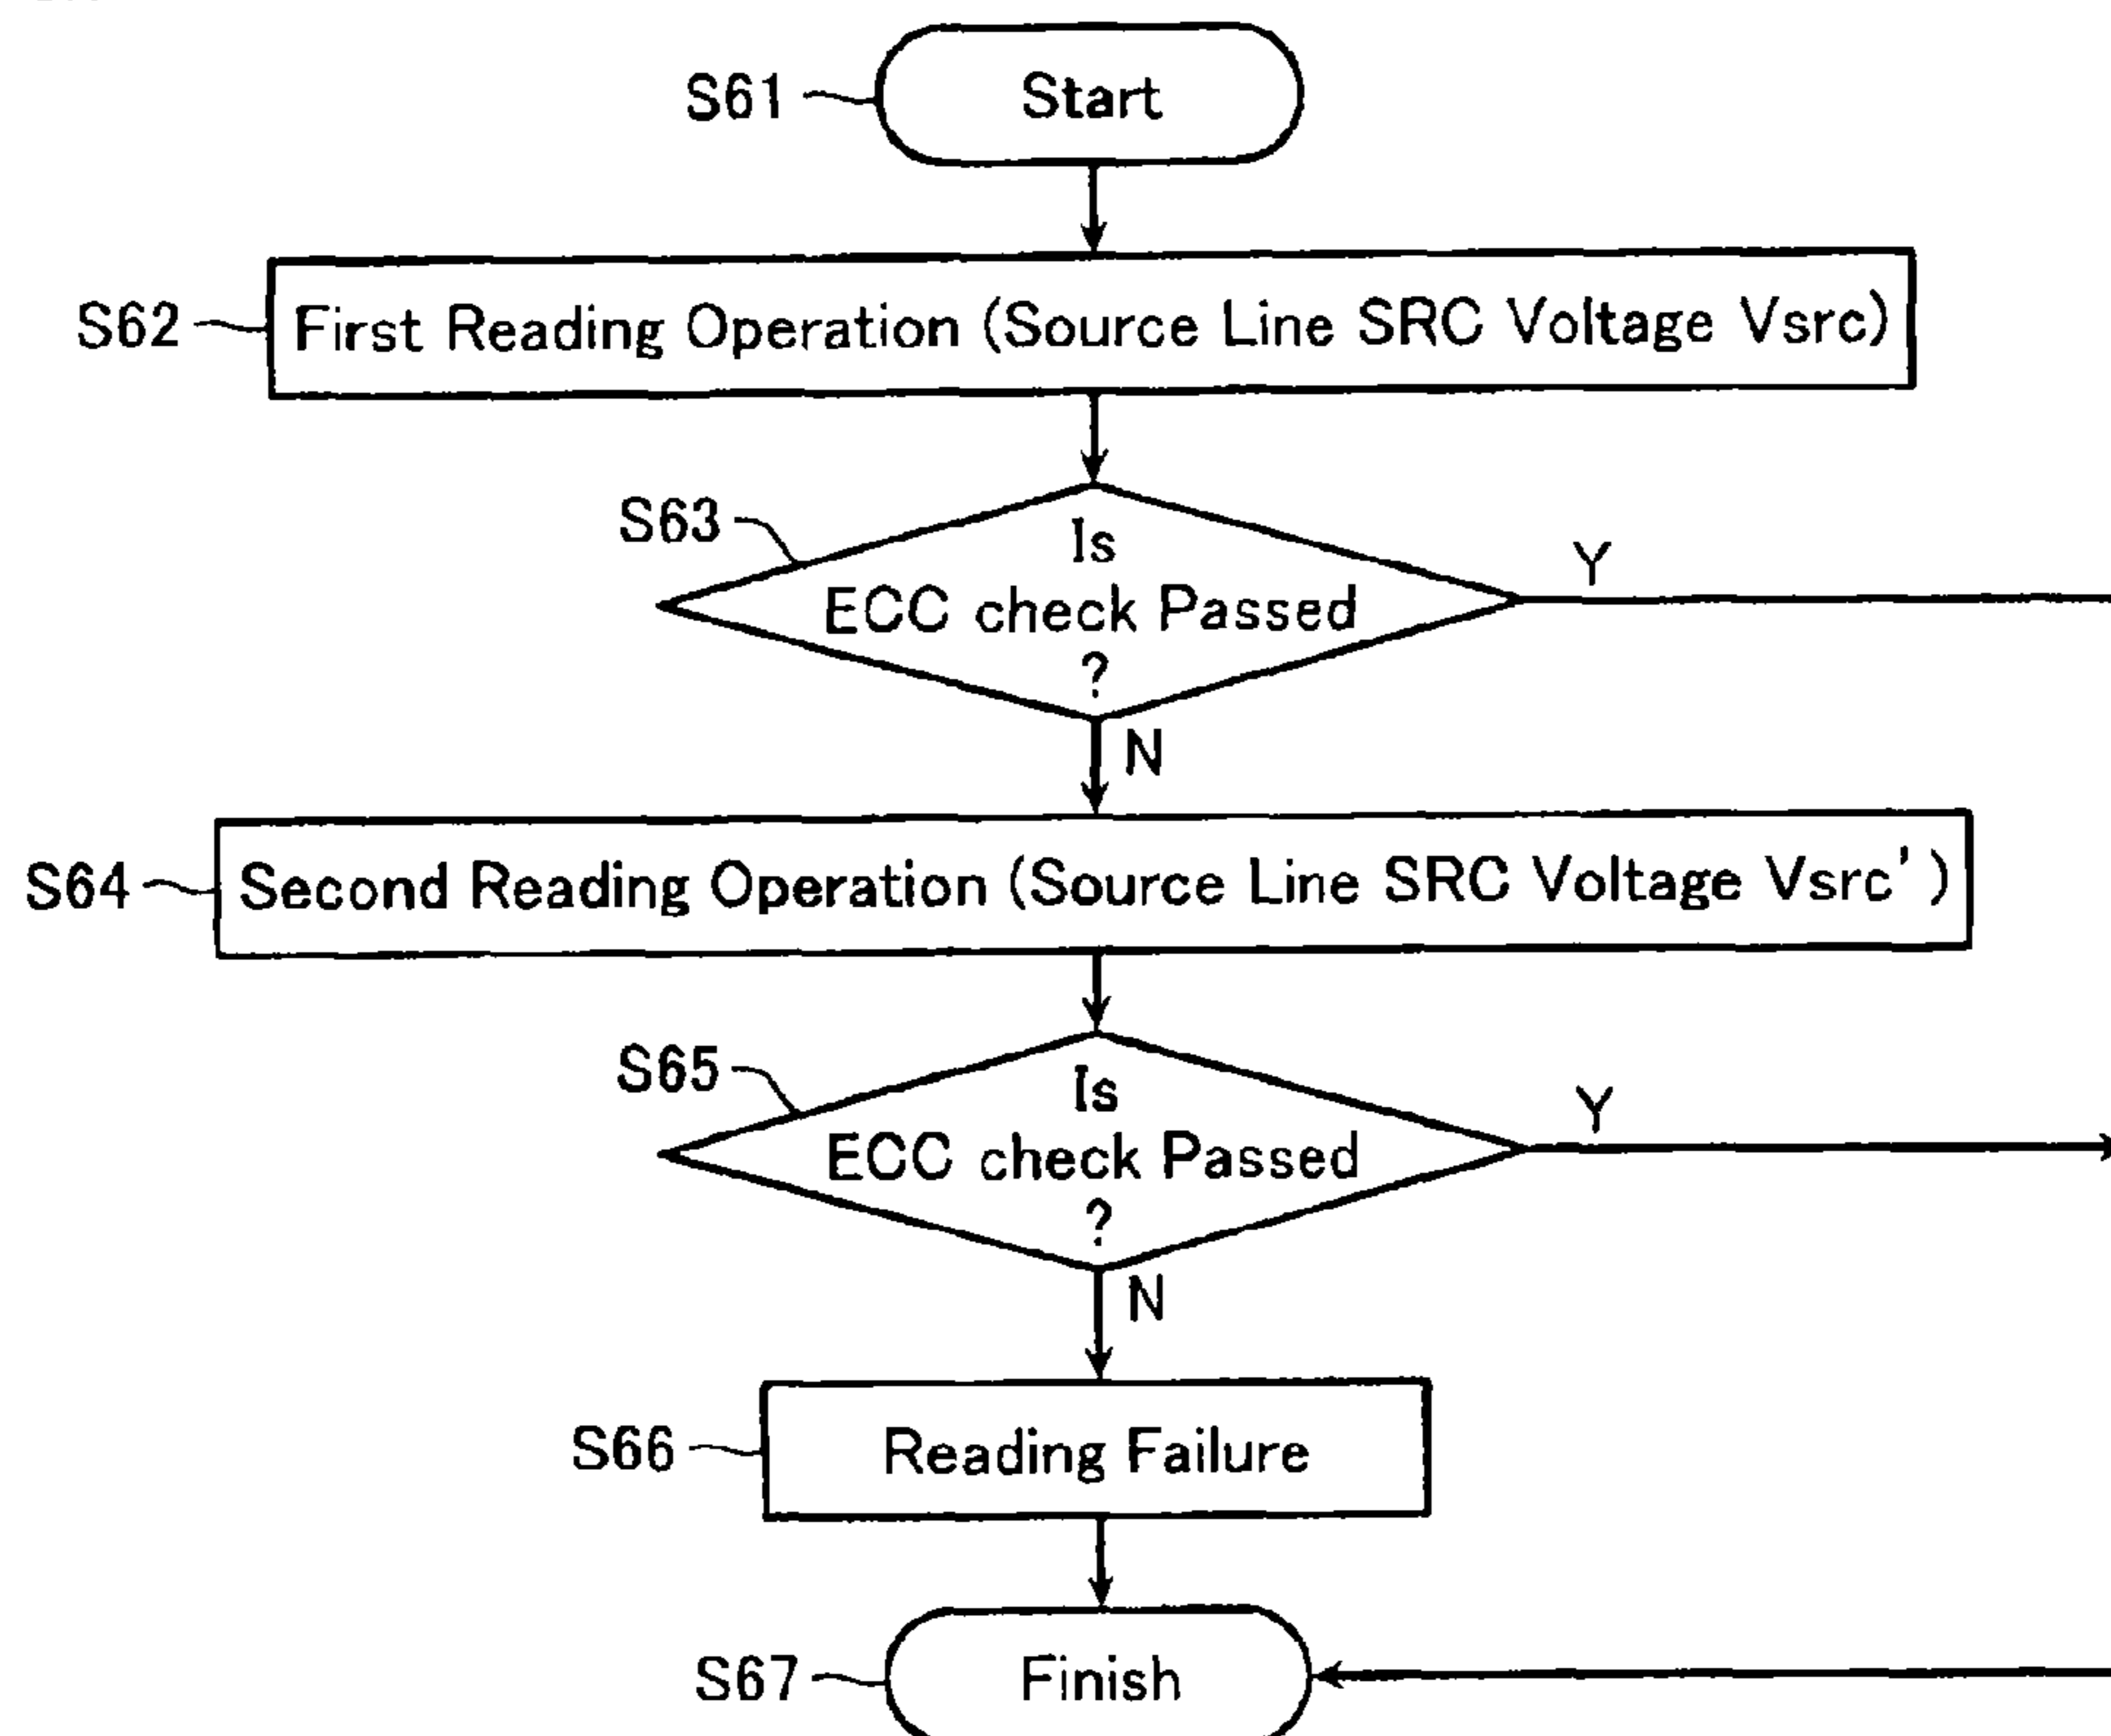 S61
Start
S62
First Reading Operation (Source Line SRC Voltage Vsrc)
S63
Is
ECC check Passed
?
Y
N
S64
Second Reading Operation (Source Line SRC Voltage Vsrc')
S65
Is
ECC check Passed
?
Y
N
S66
Reading Failure
S67
Finish